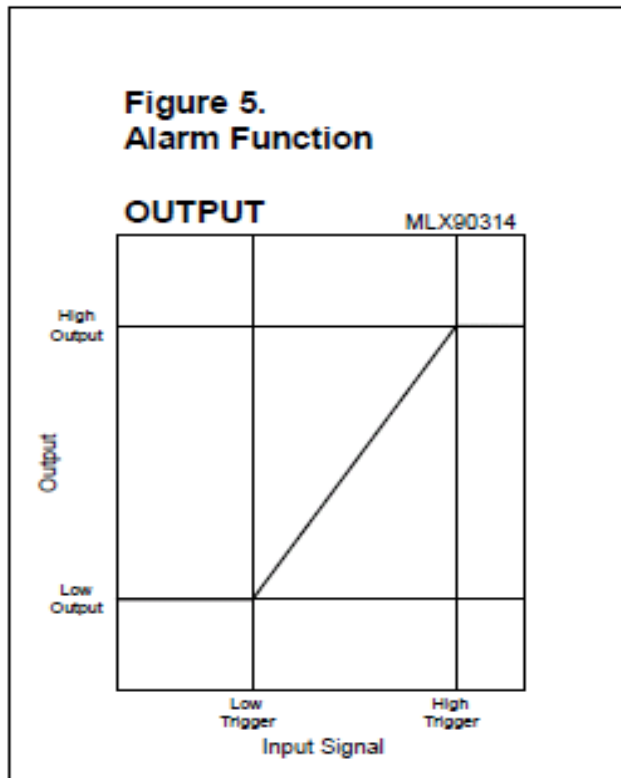 Figure 5.
Alarm Function
OUTPUT
MLX90314
High
Output
Output
Low
Output
Low
Trigger
High
Trigger
Input Signal